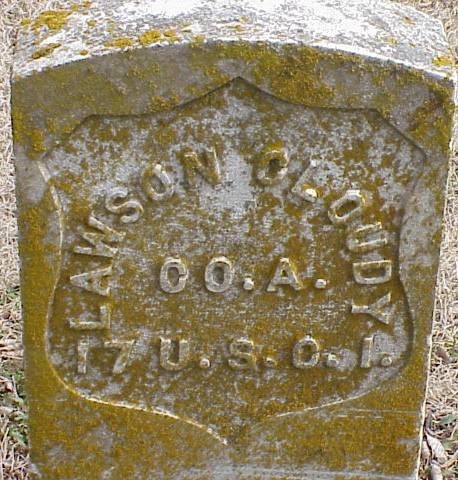 LAWSON CLOUDY
CO. A.
17 U. S. C. I.